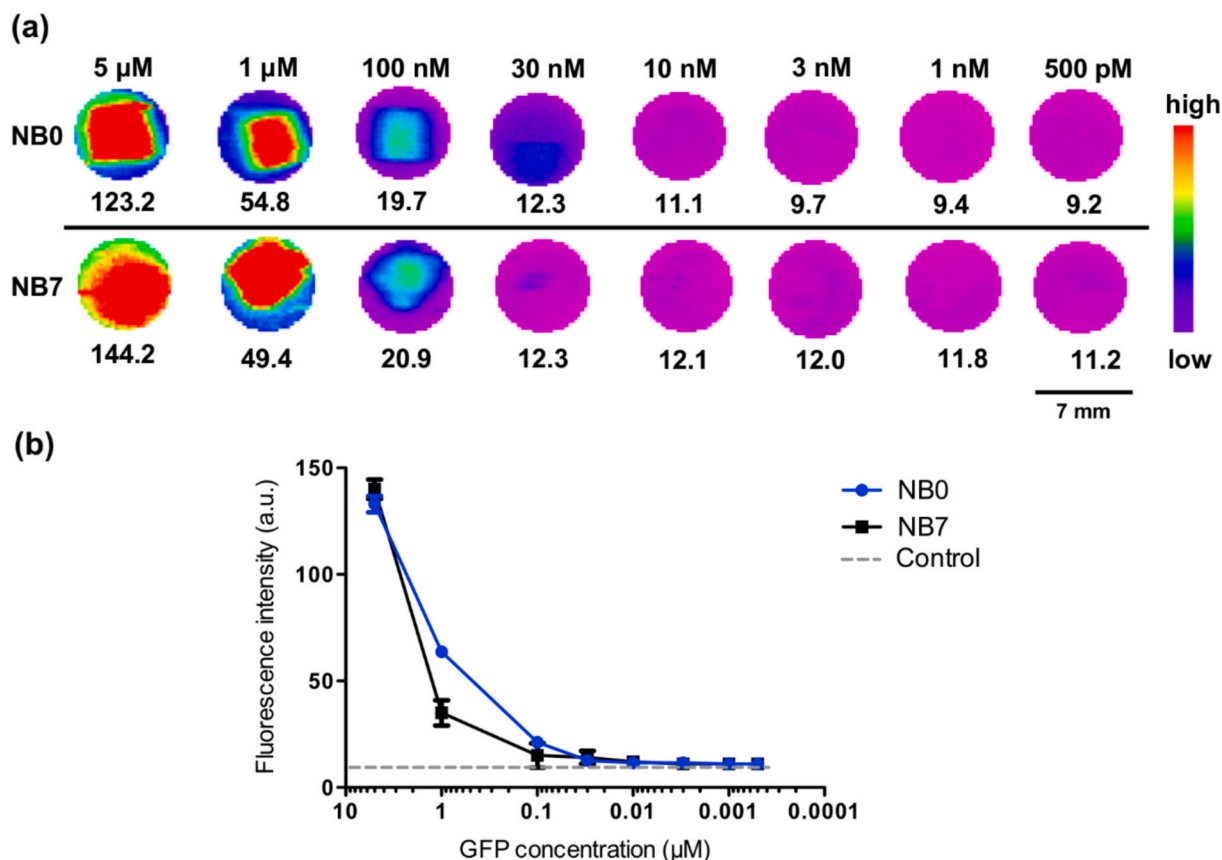 (a)
5 µM 1 µM 100 nM 30 nM 10 nM 3 nM 1 nM 500 pM
high
NB0
123.2 54.8 19.7 12.3 11.1 9.7 9.4 9.2
NB7
144.2 49.4 20.9 12.3 12.1 12.0 11.8 11.2
low
7 mm
(b)
Fluorescence intensity (a.u.)
150
100
50
0
10 1 0.1 0.01 0.001 0.0001
GFP concentration (µM)
NB0
NB7
Control